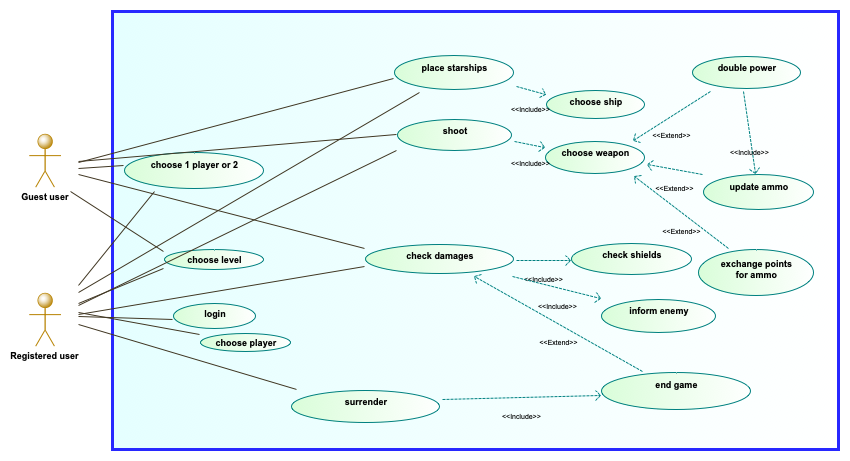 place starships
double power
choose ship
<<Include>>
shoot
<<Extend>>
choose weapon
<<Include>>
<<Include>>
choose 1 player or 2
update ammo
<<Extend>>
Guest user
<<Extend>>
choose level
check damages
check shields
exchange points
for ammo
<<Include>>
<<Include>>
login
inform enemy
choose player
<<Extend>>
Registered user
end game
surrender
<<Include>>